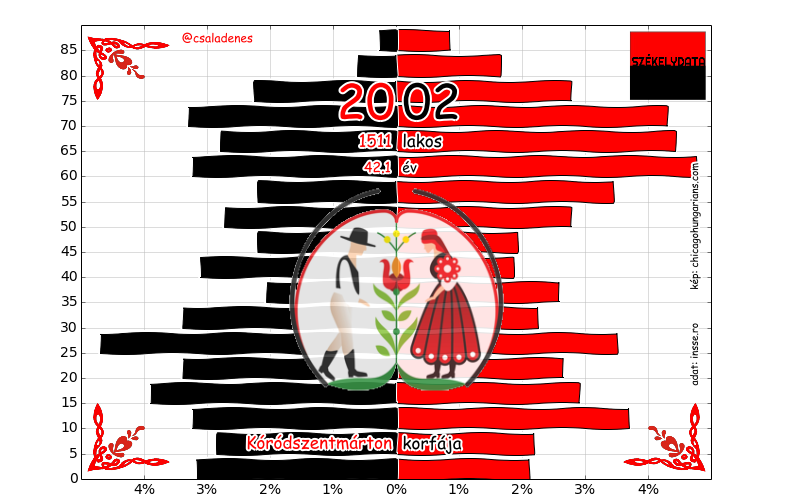 @csaladenes
SZÉKELYDATA
2002
1511 lakos
42.1 év
kép: chicagohungarians.com
adat: insse.ro
Kóródszentmárton korfája
85
80
75
70
65
60
55
50
45
40
35
30
25
20
15
10
5
0
4% 3% 2% 1% 0% 1% 2% 3% 4%